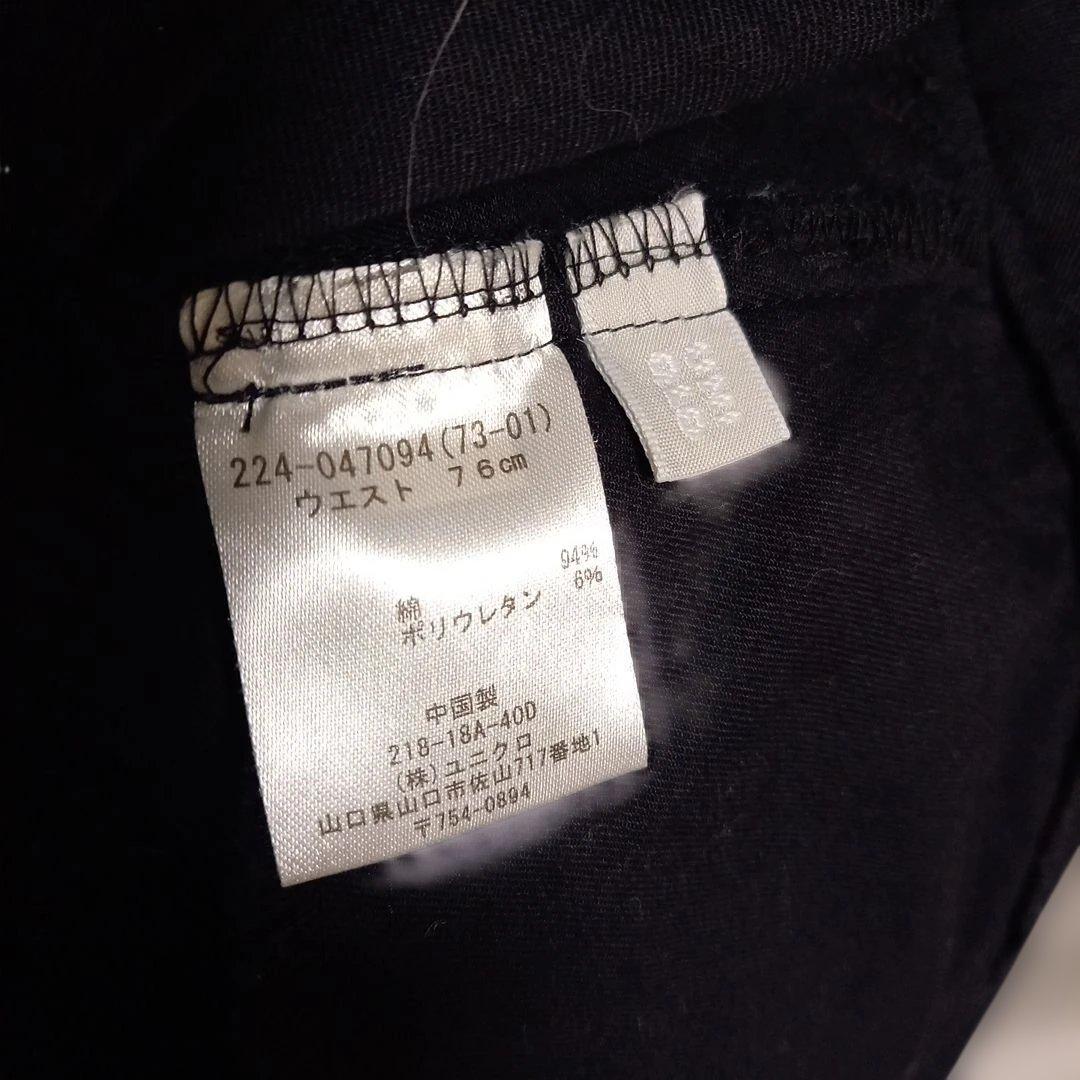 224-047094(73-01)
ウエスト 76cm
綿 94%
ポリウレタン 6%
中国製
218-18A-40D
(株)ユニクロ
山口県山口市佐山717番地1
〒754-0894